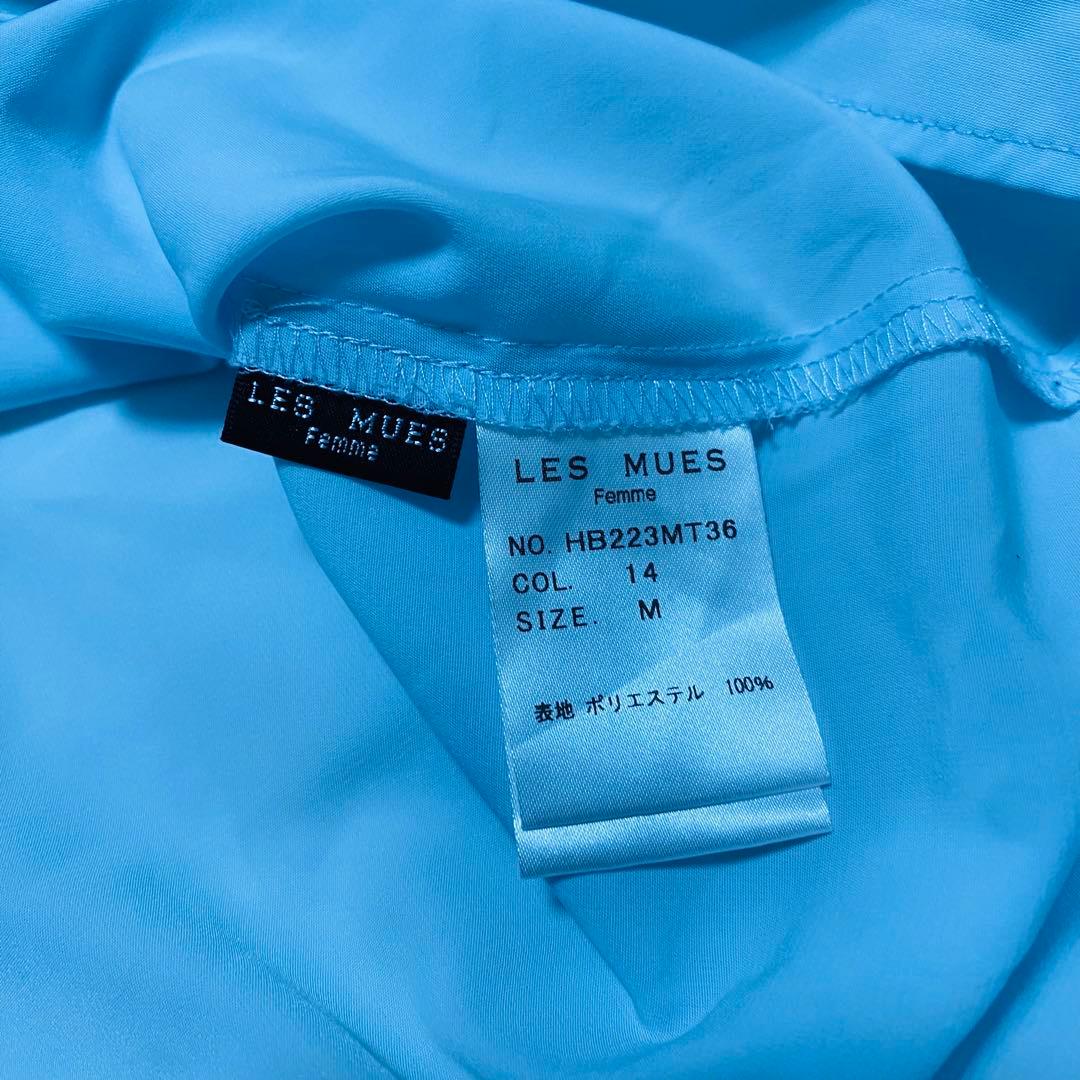 LES MUES
Femme
LES MUES
Femme
NO. HB223MT36
COL. 14
SIZE. M
表地 ポリエステル 100%